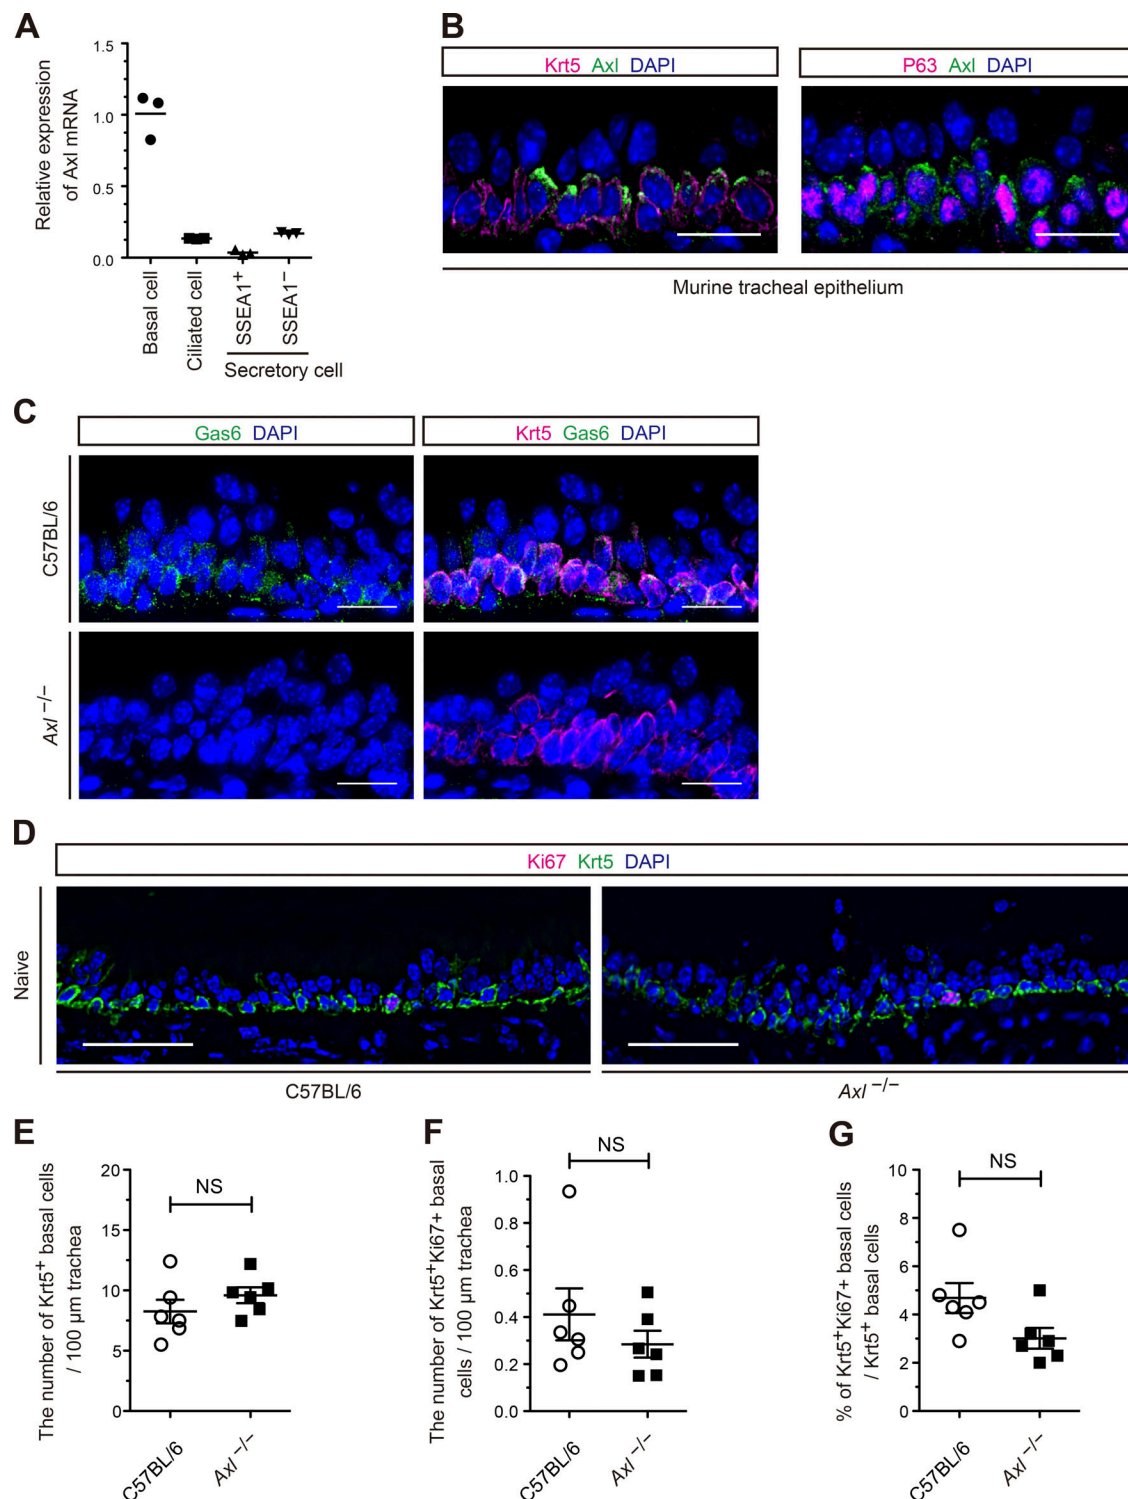 A
Relative expression
of Axl mRNA
1.5
1.0
0.5
0.0
Basal cell
Ciliated cell
SSEA1+
SSEA1−
Secretory cell
B
Krt5 Axl DAPI
P63 Axl DAPI
Murine tracheal epithelium
C
Gas6 DAPI
Krt5 Gas6 DAPI
C57BL/6
Axl −/−
D
Ki67 Krt5 DAPI
Naive
C57BL/6
Axl −/−
E
The number of Krt5+ basal cells
/ 100 μm trachea
20
15
10
5
0
NS
C57BL/6
Axl −/−
F
The number of Krt5+Ki67+ basal
cells / 100 μm trachea
1.0
0.8
0.6
0.4
0.2
0
NS
C57BL/6
Axl −/−
G
% of Krt5+Ki67+ basal cells
/ Krt5+ basal cells
10
8
6
4
2
0
NS
C57BL/6
Axl −/−